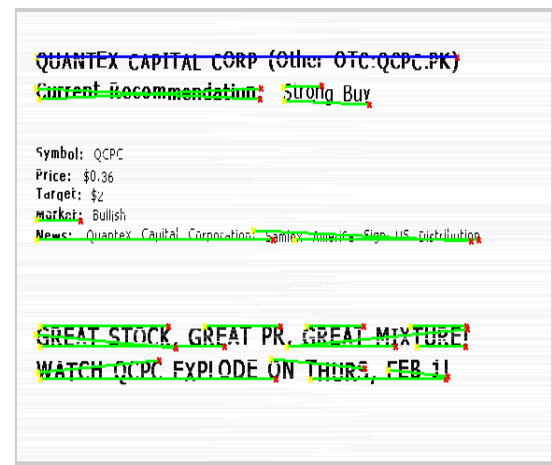 QUANTEX CAPITAL CORP (Other OTC:QCPC.PK)
Current Recommendation: Strong Buy
Symbol: QCPC
Price: $0.36
Target: $2
Market: Bullish
News: Quantex Capital Corporation: Samlex America Sign US Distribution
GREAT STOCK, GREAT PR, GREAT MIXTURE!
WATCH QCPC EXPLODE ON THURS, FEB 1!